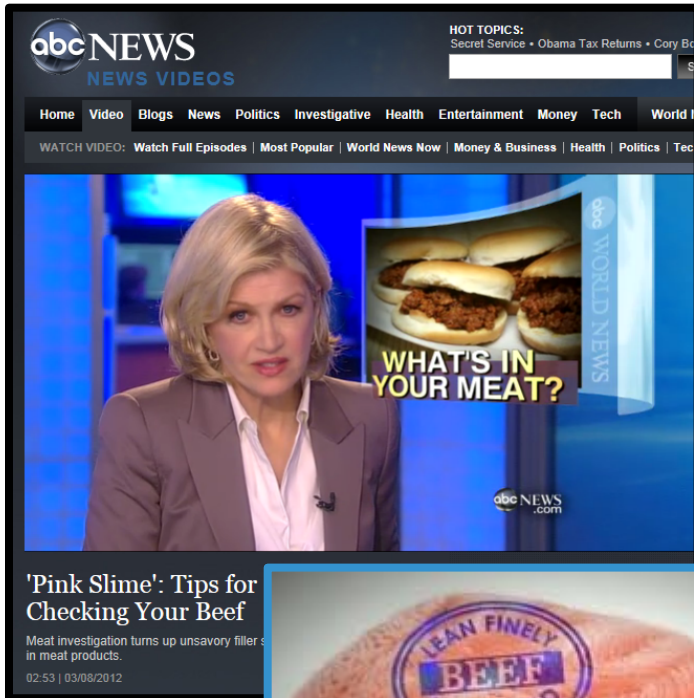 abc NEWS
NEWS VIDEOS
HOT TOPICS:
Secret Service • Obama Tax Returns • Cory
Home Video Blogs News Politics Investigative Health Entertainment Money Tech World
WATCH VIDEO: Watch Full Episodes | Most Popular | World News Now | Money & Business | Health | Politics |
abc WORLD NEWS
WHAT'S IN
YOUR MEAT?
abc NEWS
.com
'Pink Slime': Tips for
Checking Your Beef
Meat investigation turns up unsavory filler
in meat products.
02:53 | 03/08/2012
LEAN FINELY
BEEF